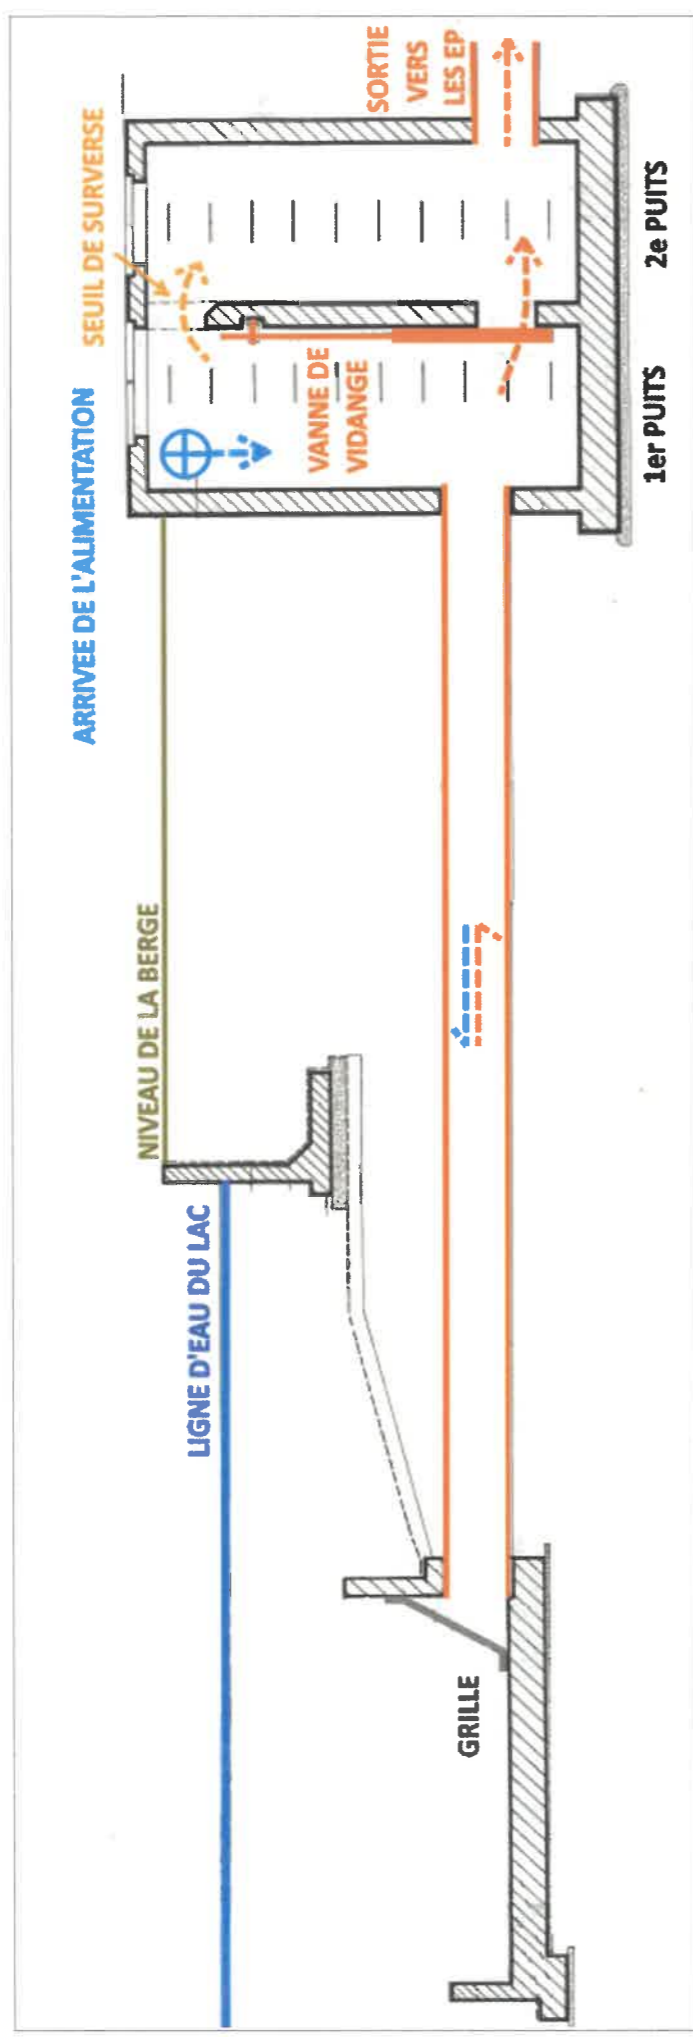 LIGNE D'EAU DU LAC
NIVEAU DE LA BERGE
ARRIVEE DE L'ALIMENTATION
SEUIL DE SURVERSE
SORTIE
VERS
LES EP
VANNE DE
VIDANGE
GRILLE
1er PUITS
2e PUITS